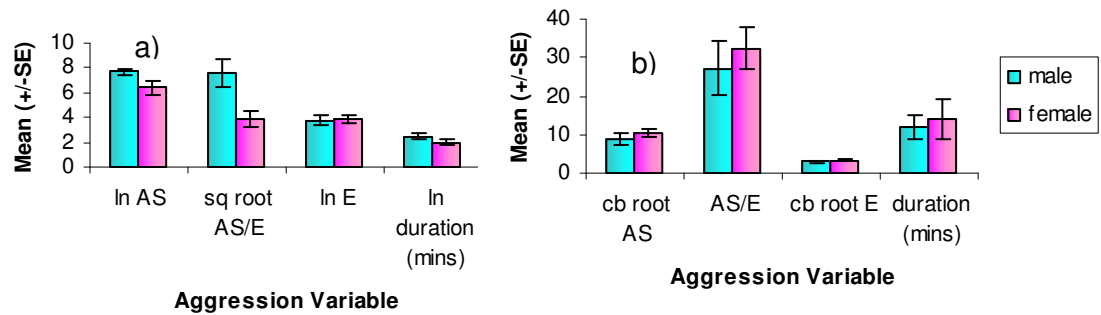 a)
Mean (+/-SE)
10
8
6
4
2
0
ln AS
sq root
AS/E
ln E
ln
duration
(mins)
Aggression Variable
b)
Mean (+/-SE)
40
30
20
10
0
cb root
AS
AS/E
cb root E
duration
(mins)
Aggression Variable
male
female